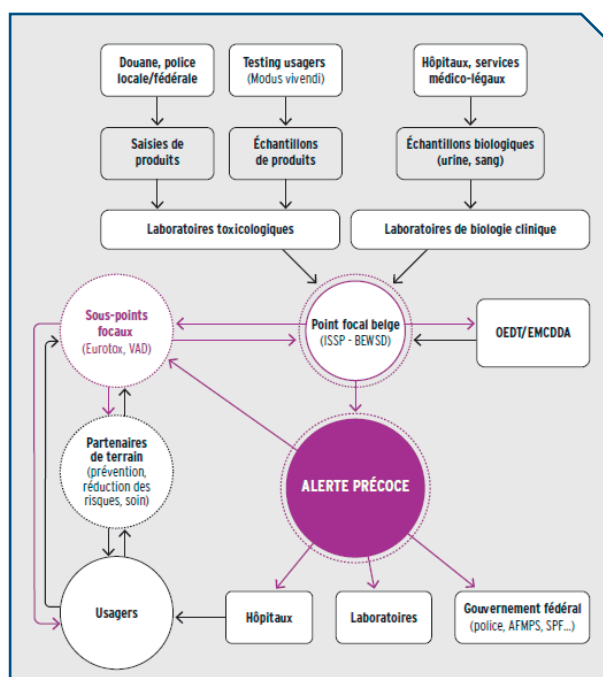 Douane, police
locale/fédérale
Testing usagers
(Modus vivendi)
Hôpitaux, services
médico-légaux
Saisies de
produits
Échantillons
de produits
Échantillons biologiques
(urine, sang)
Laboratoires toxicologiques
Laboratoires de biologie clinique
Sous-points
focaux
(Eurotox, VAD)
Point focal belge
(ISSP - BEWSD)
OEDT/EMCDDA
Partenaires
de terrain
(prévention,
réduction des
risques, soin)
ALERTE PRÉCOCE
Usagers
Hôpitaux
Laboratoires
Gouvernement fédéral
(police, AFMPS, SPF...)